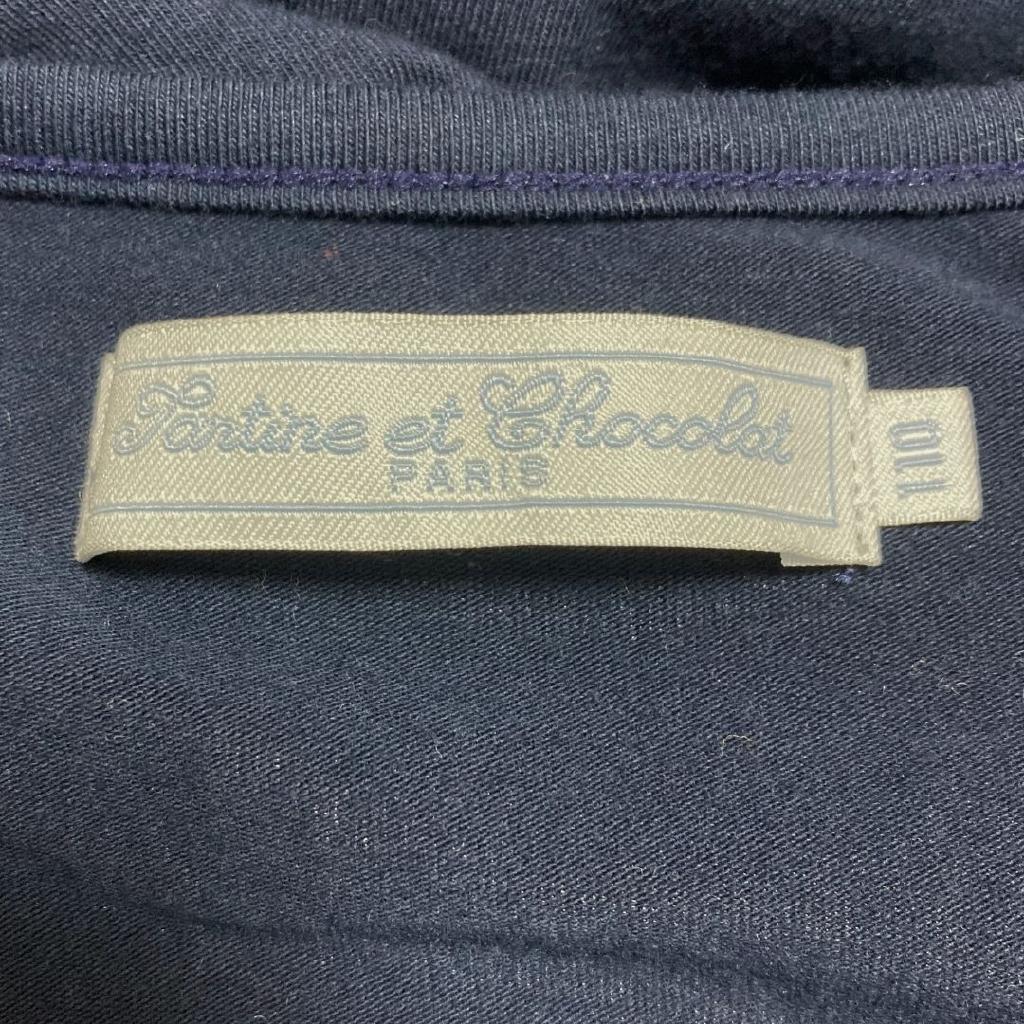 Tartine et Chocolat
PARIS
110